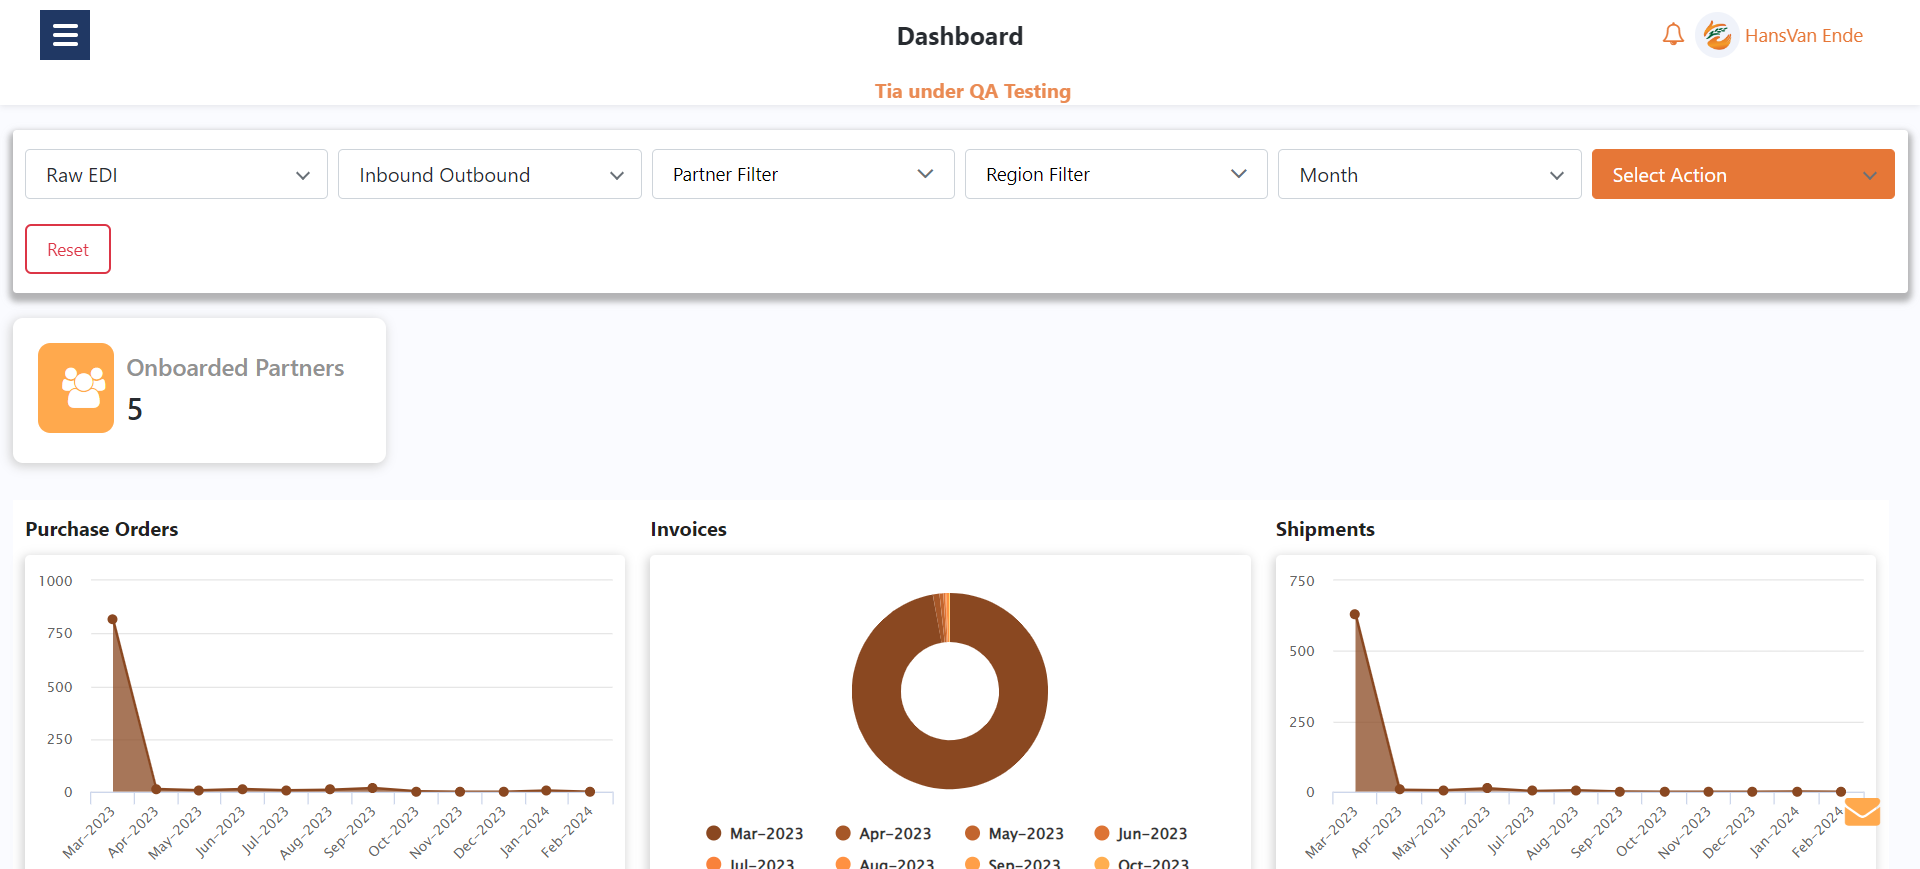 Dashboard
HansVan Ende
Tia under QA Testing
Raw EDI
Inbound Outbound
Partner Filter
Region Filter
Month
Select Action
Reset
Onboarded Partners
5
Purchase Orders
1000
750
500
250
0
Mar-2023
Apr-2023
May-2023
Jun-2023
Jul-2023
Aug-2023
Sep-2023
Oct-2023
Nov-2023
Dec-2023
Jan-2024
Feb-2024
Invoices
Mar-2023 Apr-2023 May-2023 Jun-2023
Jul-2023 Aug-2023 Sep-2023 Oct-2023
Shipments
750
500
250
0
Mar-2023
Apr-2023
May-2023
Jun-2023
Jul-2023
Aug-2023
Sep-2023
Oct-2023
Nov-2023
Dec-2023
Jan-2024
Feb-2024